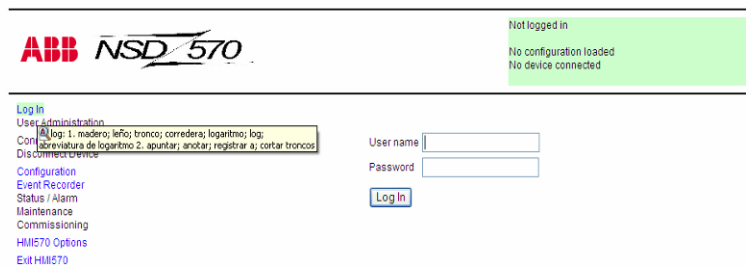 Not logged in
ABB NSD 570
No configuration loaded
No device connected
Log In
User Administration
log: 1. madero; leño; tronco; corredera; logaritmo; log;
abreviatura de logaritmo 2. apuntar; anotar; registrar a; cortar troncos
Disconnect Device
User name
Password
Log In
Configuration
Event Recorder
Status / Alarm
Maintenance
Commissioning
HMI570 Options
Exit HMI570